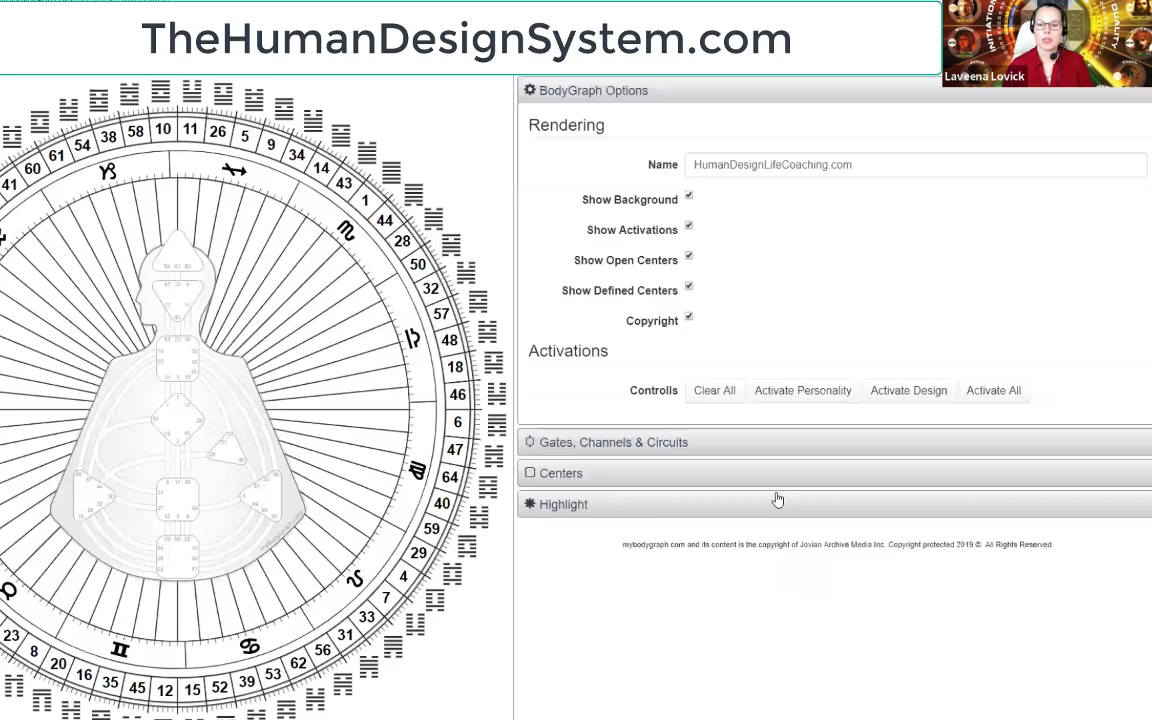 TheHumanDesignSystem.com
INITIATION
DUALITY
Laveena Lovick
BodyGraph Options
Rendering
Name HumanDesignLifeCoaching.com
Show Background
Show Activations
Show Open Centers
Show Defined Centers
Copyright
Activations
Controlls Clear All Activate Personality Activate Design Activate All
Gates, Channels & Circuits
Centers
Highlight
mybodygraph.com and its content is the copyright of Jovian Archive Media Inc. Copyright protected 2019 ©. All Rights Reserved.
41 60 61 54 38 58 10 11 26 5 9 34 14 43 1 44 28 50 32 57 48 18 46 6 47 64 40 59 29 4 7 33 31 56 62 53 39 52 15 12 45 35 16 20 8 23